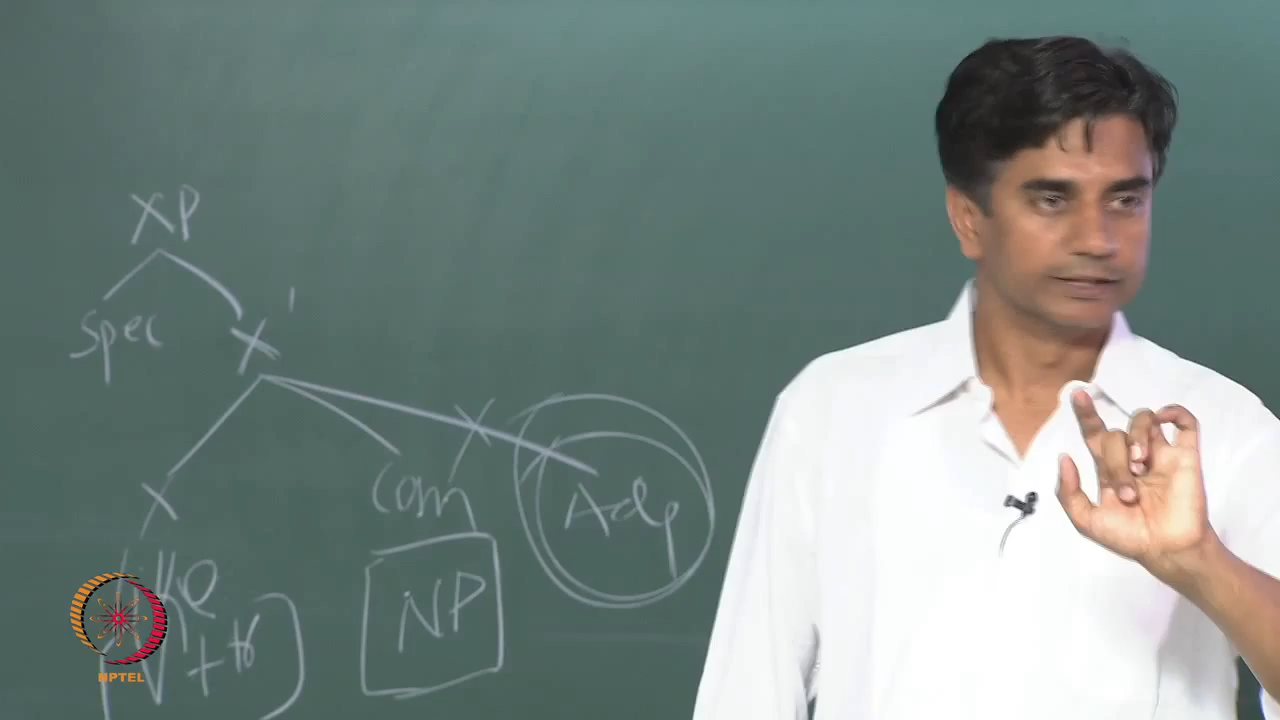 XP
Spec X'
X Com
Adj
like NP
V +tr
NPTEL